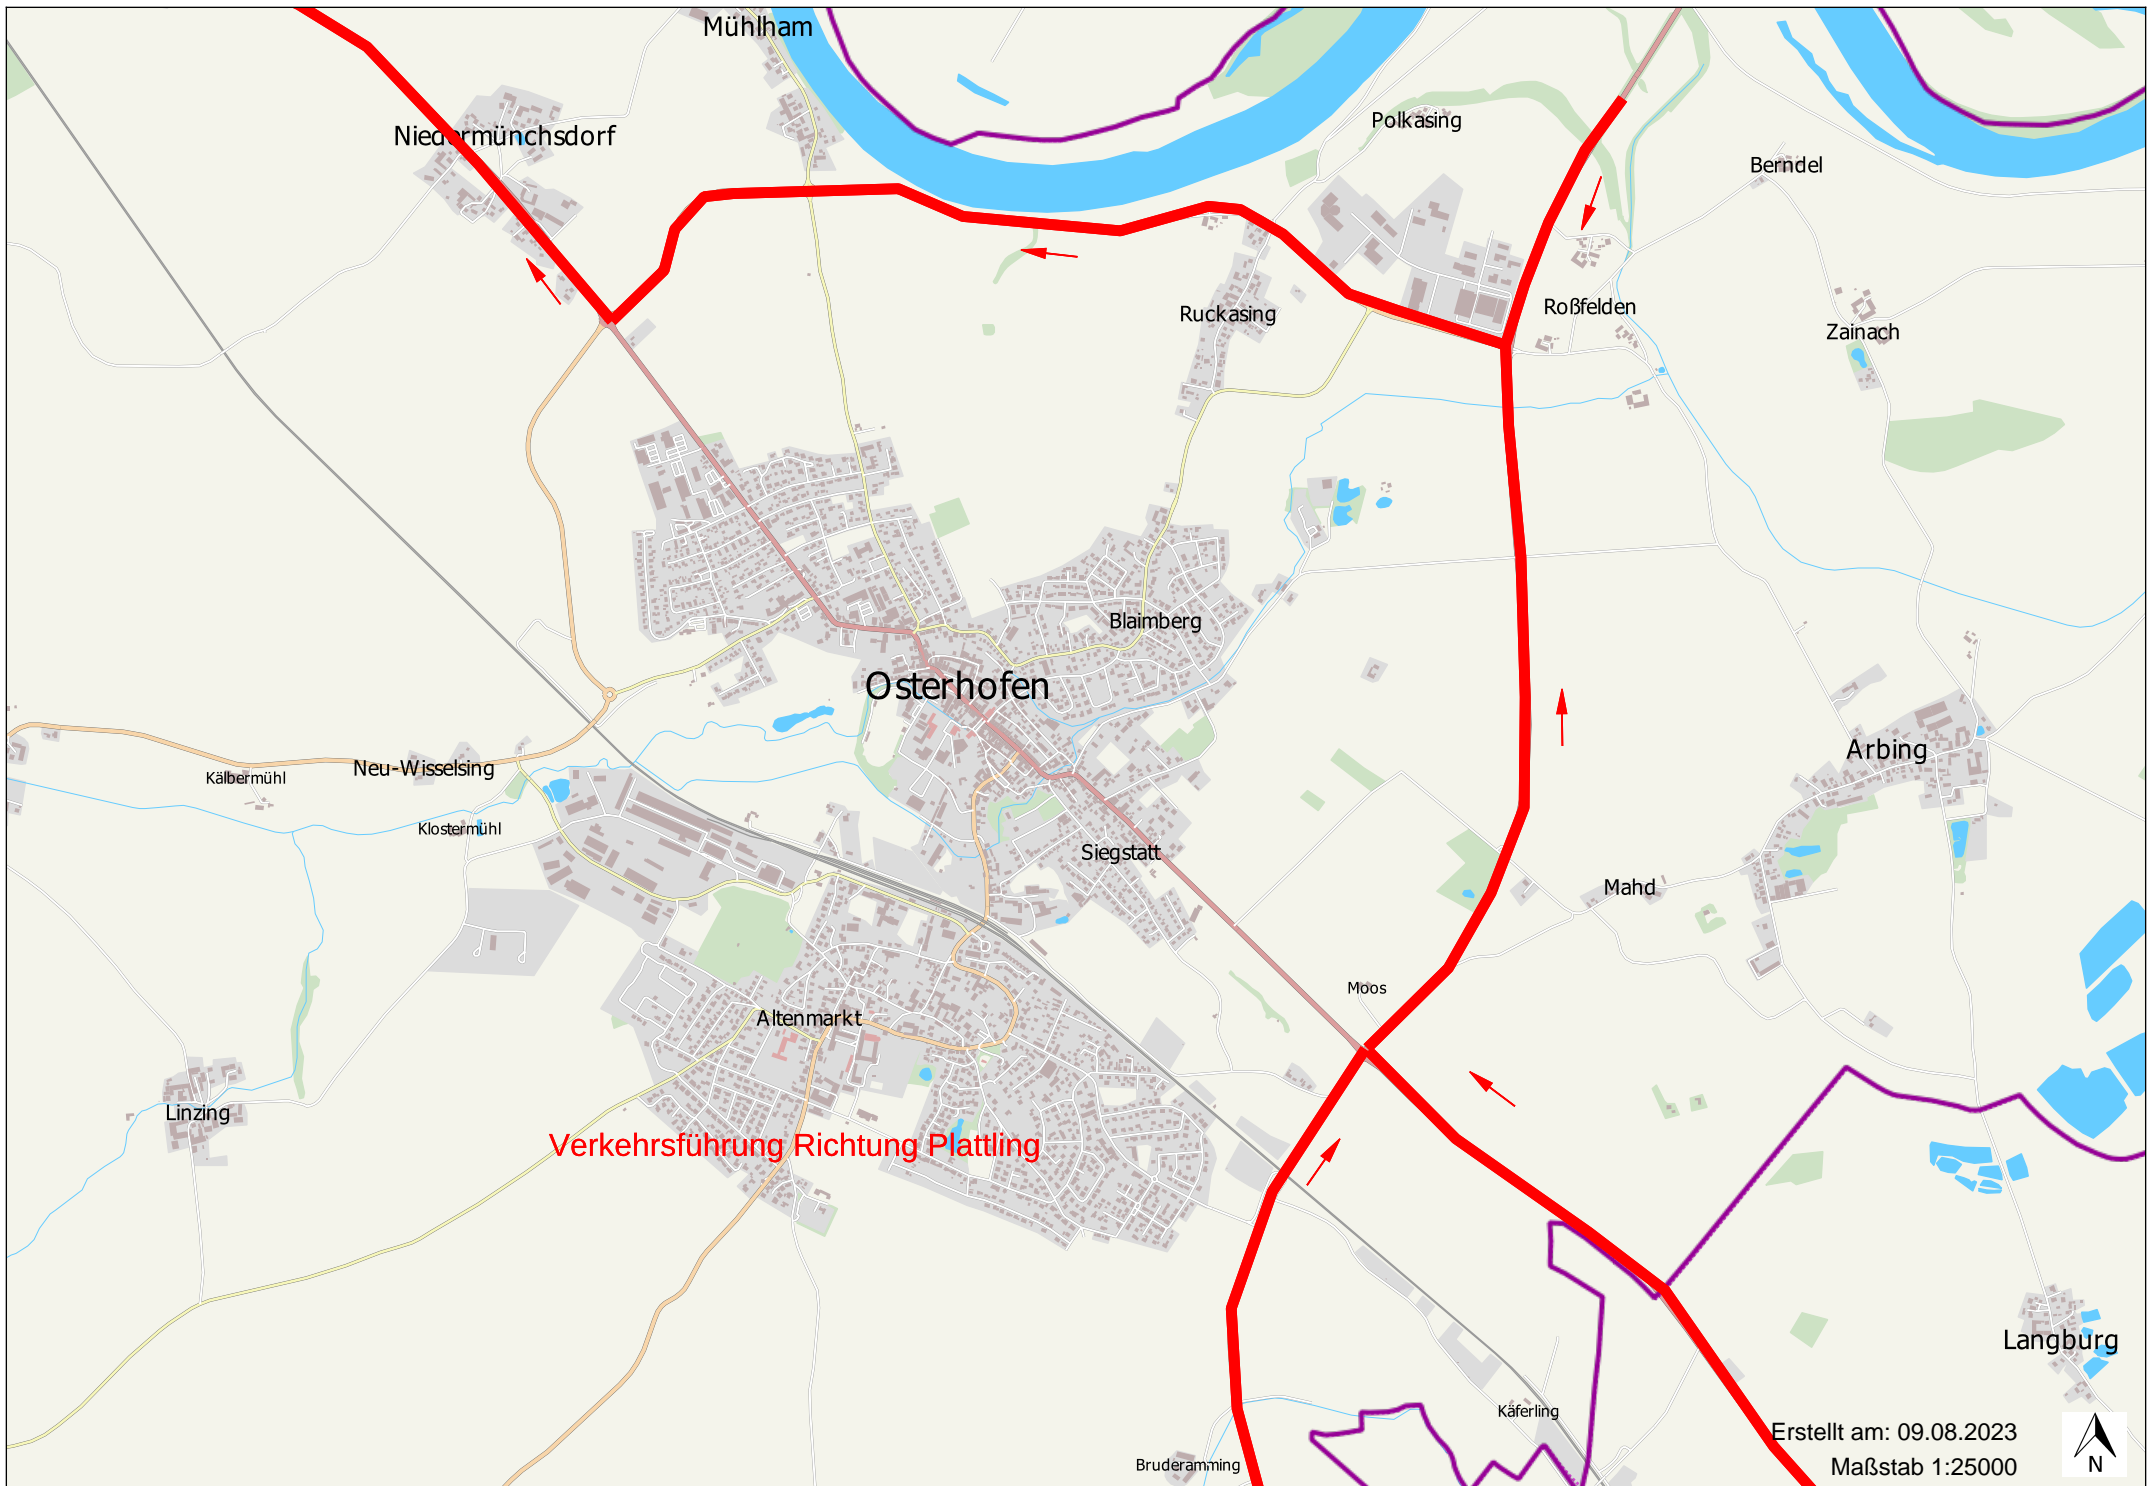 Mühlham
Niedermünchsdorf
Polkasing
Berndel
Ruckasing
Roßfelden
Zainach
Blaimberg
Osterhofen
Arbing
Neu-Wisselsing
Kälbermühl
Klostermühl
Siegstatt
Mahd
Moos
Altenmarkt
Linzing
Verkehrsführung Richtung Plattling
Langburg
Käferling
Bruderamming
Erstellt am: 09.08.2023
Maßstab 1:25000
N